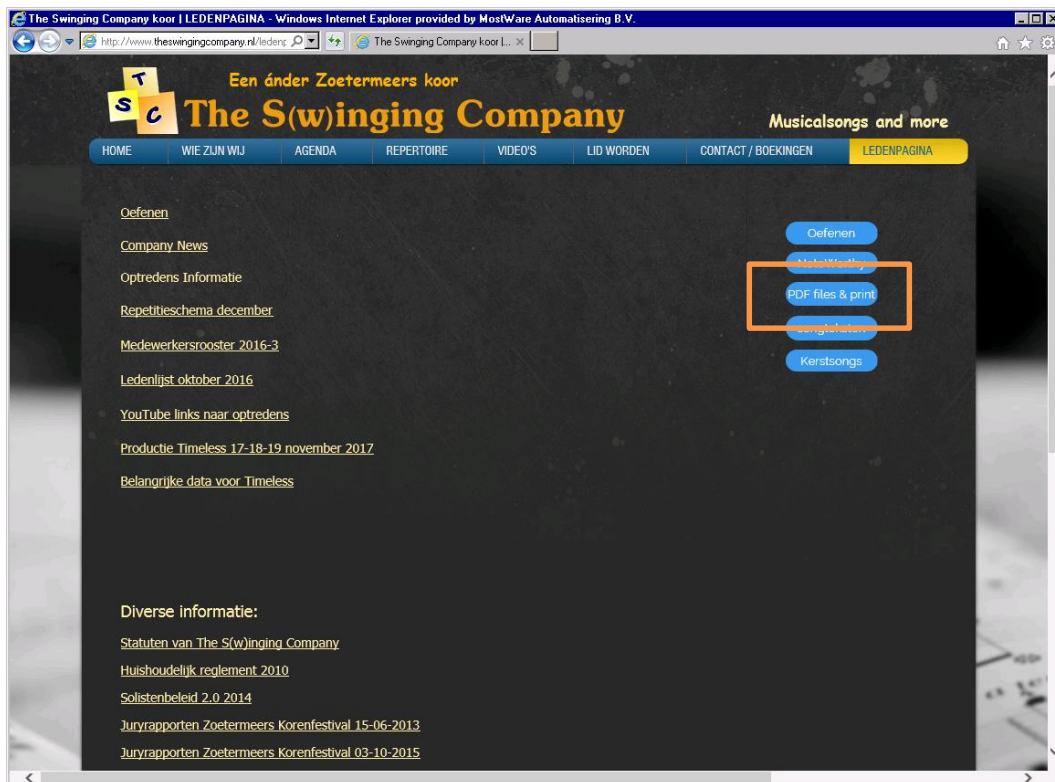 The Swinging Company koor | LEDENPAGINA - Windows Internet Explorer provided by MostWare Automatisering B.V.
http://www.theswingingcompany.nl/leden
The Swinging Company koor |...
T
S C
Een ánder Zoetermeers koor
The S(w)inging Company
Musicalsongs and more
HOME WIE ZIJN WIJ AGENDA REPERTOIRE VIDEO'S LID WORDEN CONTACT / BOEKINGEN LEDENPAGINA
Oefenen
Company News
Optredens Informatie
Repetitieschema december
Medewerkersrooster 2016-3
Ledenlijst oktober 2016
YouTube links naar optredens
Productie Timeless 17-18-19 november 2017
Belangrijke data voor Timeless
Oefenen
NoteWorthy
PDF files & print
Songteksten
Kerstsongs
Diverse informatie:
Statuten van The S(w)inging Company
Huishoudelijk reglement 2010
Solistenbeleid 2.0 2014
Juryrapporten Zoetermeers Korenfestival 15-06-2013
Juryrapporten Zoetermeers Korenfestival 03-10-2015